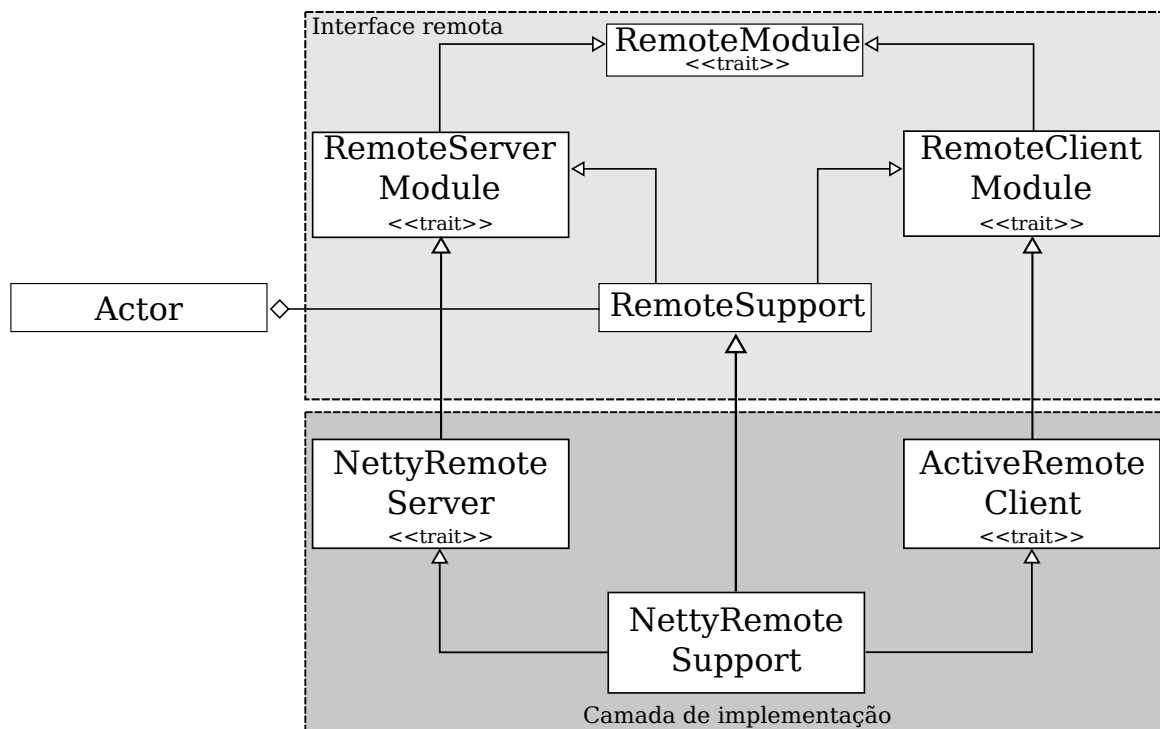 Interface remota
RemoteModule
<<trait>>
RemoteServer
Module
<<trait>>
RemoteClient
Module
<<trait>>
Actor
RemoteSupport
NettyRemote
Server
<<trait>>
ActiveRemote
Client
<<trait>>
NettyRemote
Support
Camada de implementação